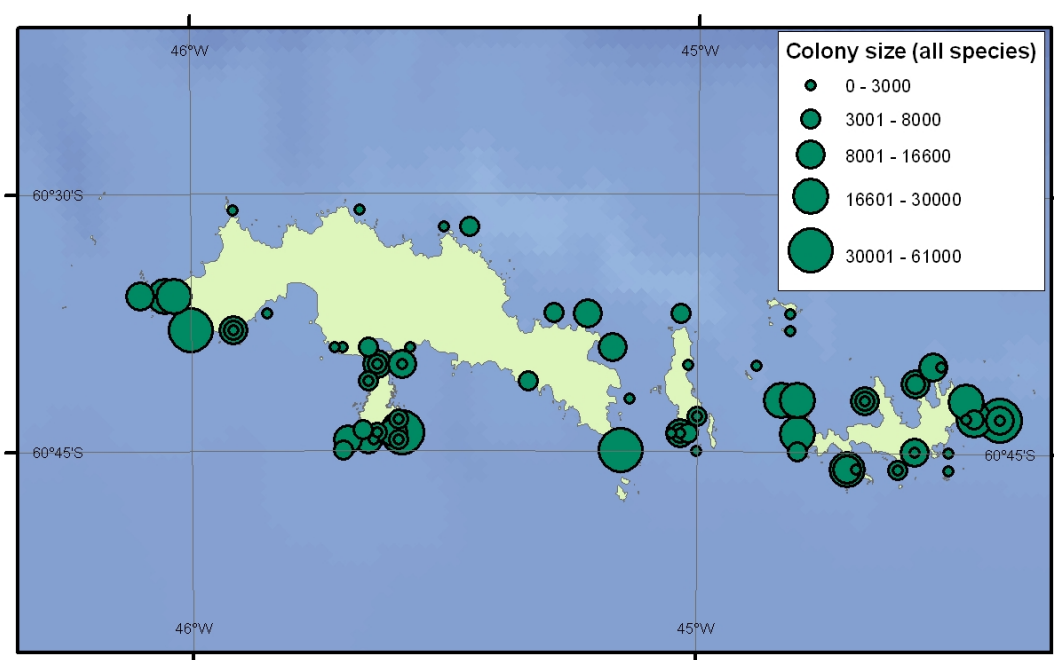 46°W
45°W
Colony size (all species)
0 - 3000
3001 - 8000
8001 - 16600
16601 - 30000
30001 - 61000
60°30'S
60°45'S
60°45'S
46°W
45°W